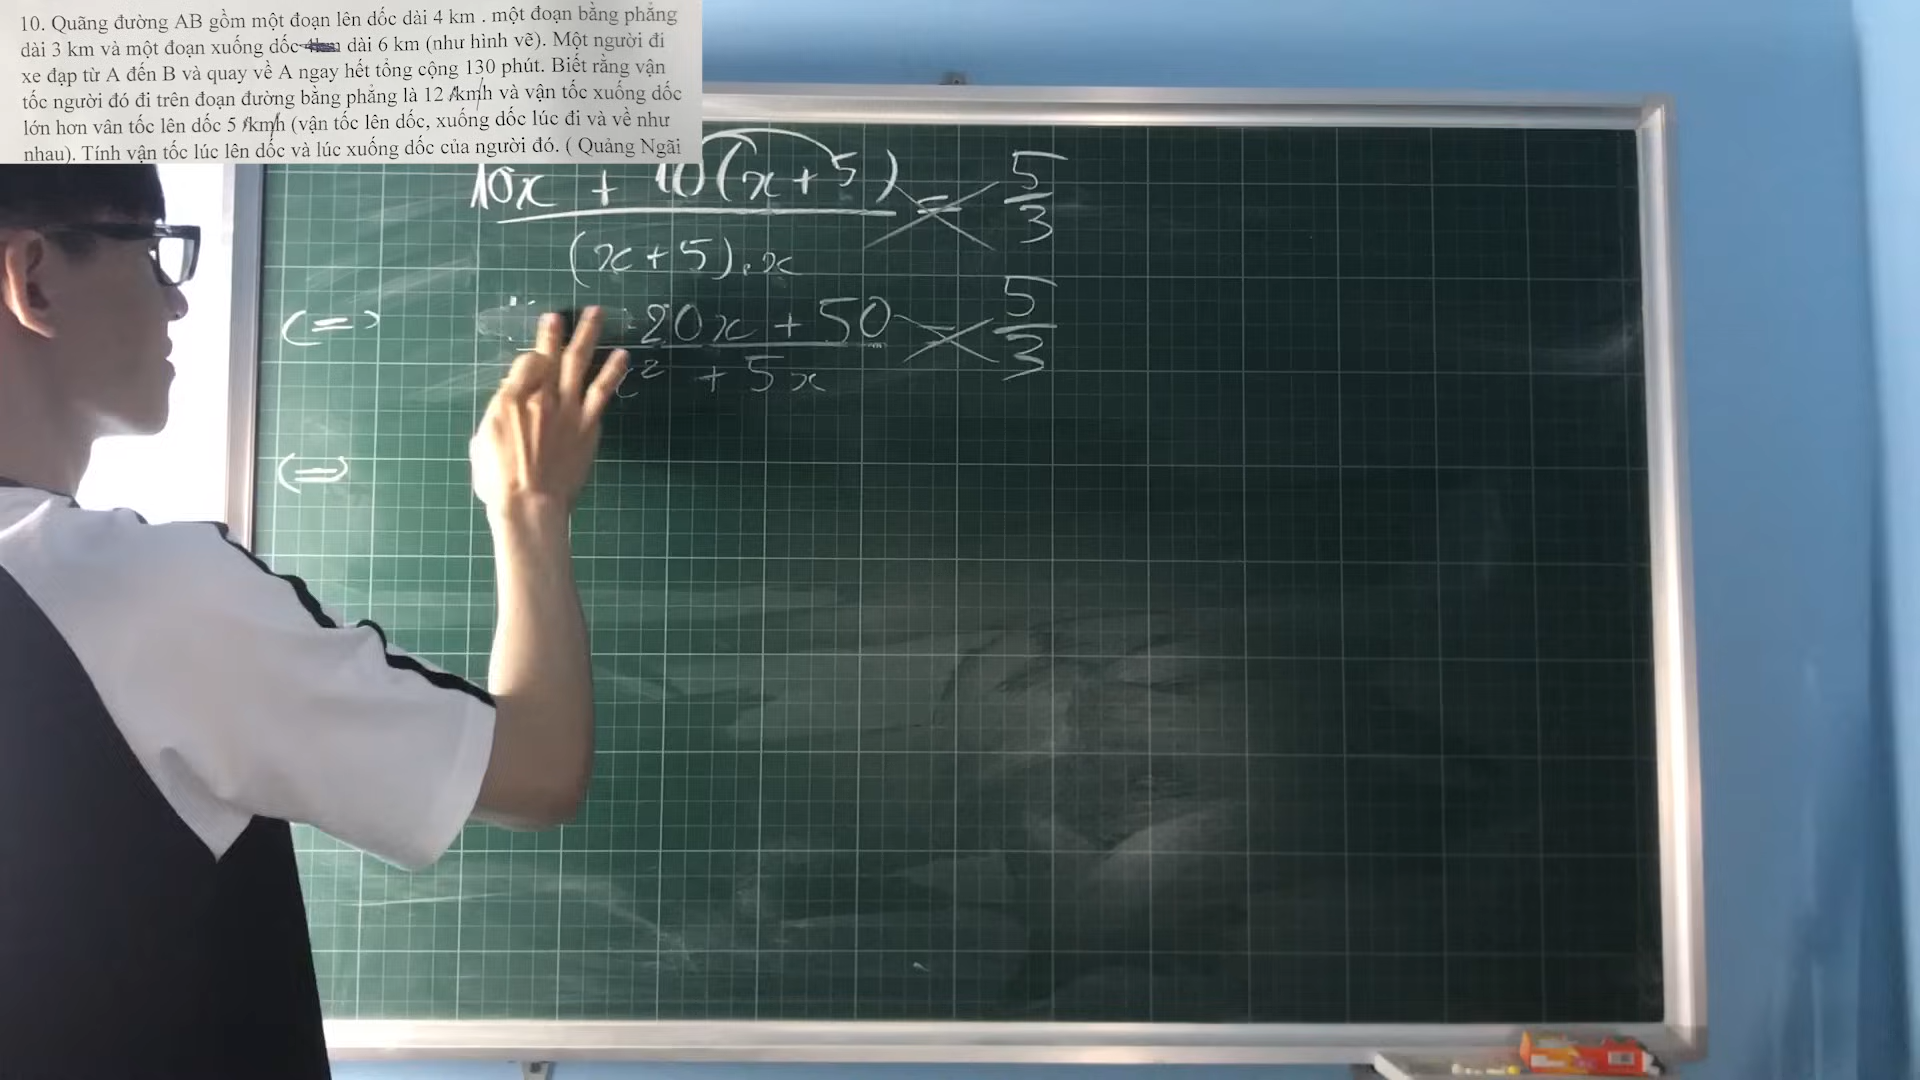 10. Quãng đường AB gồm một đoạn lên dốc dài 4 km . một đoạn bằng phẳng
dài 3 km và một đoạn xuống dốc dài 6 km (như hình vẽ). Một người đi
xe đạp từ A đến B và quay về A ngay hết tổng cộng 130 phút. Biết rằng vận
tốc người đó đi trên đoạn đường bằng phẳng là 12 km/h và vận tốc xuống dốc
lớn hơn vân tốc lên dốc 5 km/h (vận tốc lên dốc, xuống dốc lúc đi và về như
nhau). Tính vận tốc lúc lên dốc và lúc xuống dốc của người đó. ( Quảng Ngãi
10x + 10(x+5) = 5/3
(x+5).x
<=> 20x + 50 = 5/3
x² + 5x
<=>